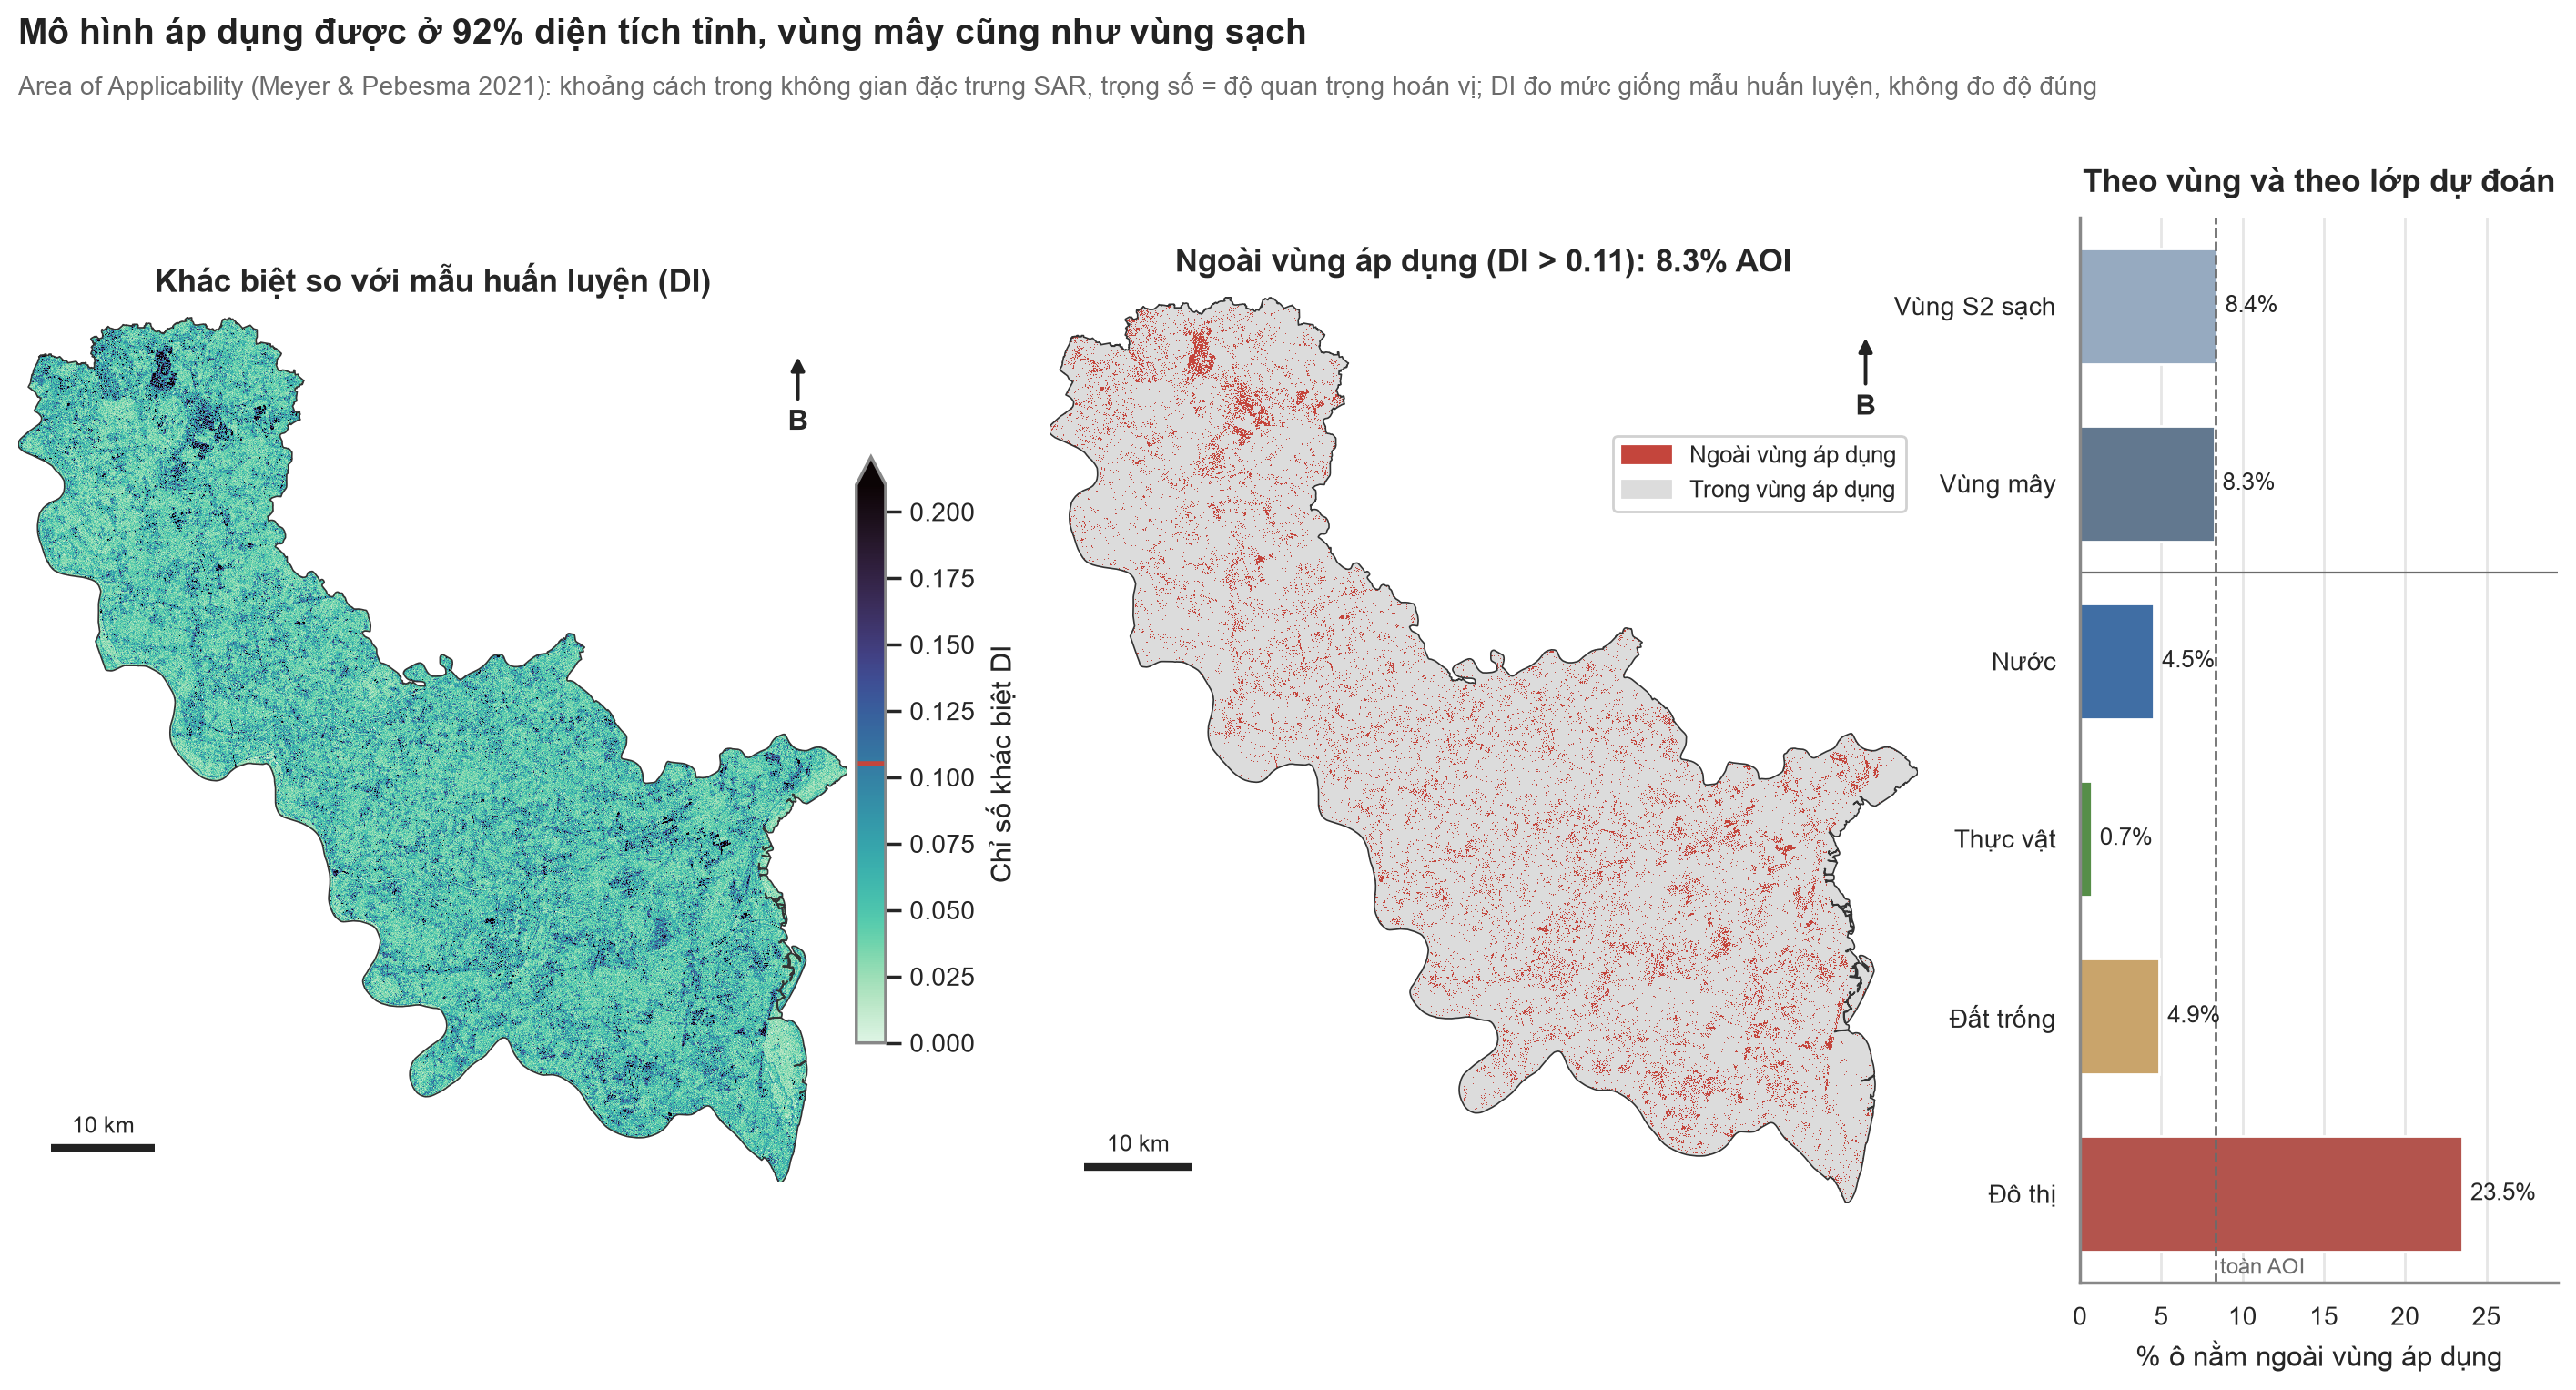 Mô hình áp dụng được ở 92% diện tích tỉnh, vùng mây cũng như vùng sạch
Area of Applicability (Meyer & Pebesma 2021): khoảng cách trong không gian đặc trưng SAR, trọng số = độ quan trọng hoán vị; DI đo mức giống mẫu huấn luyện, không đo độ đúng
Khác biệt so với mẫu huấn luyện (DI)
B
0.200
0.175
0.150
0.125
0.100
0.075
0.050
0.025
0.000
Chỉ số khác biệt DI
10 km
Ngoài vùng áp dụng (DI > 0.11): 8.3% AOI
B
Ngoài vùng áp dụng
Trong vùng áp dụng
10 km
Theo vùng và theo lớp dự đoán
Vùng S2 sạch
8.4%
Vùng mây
8.3%
Nước
4.5%
Thực vật
0.7%
Đất trống
4.9%
Đô thị
23.5%
toàn AOI
0 5 10 15 20 25
% ô nằm ngoài vùng áp dụng